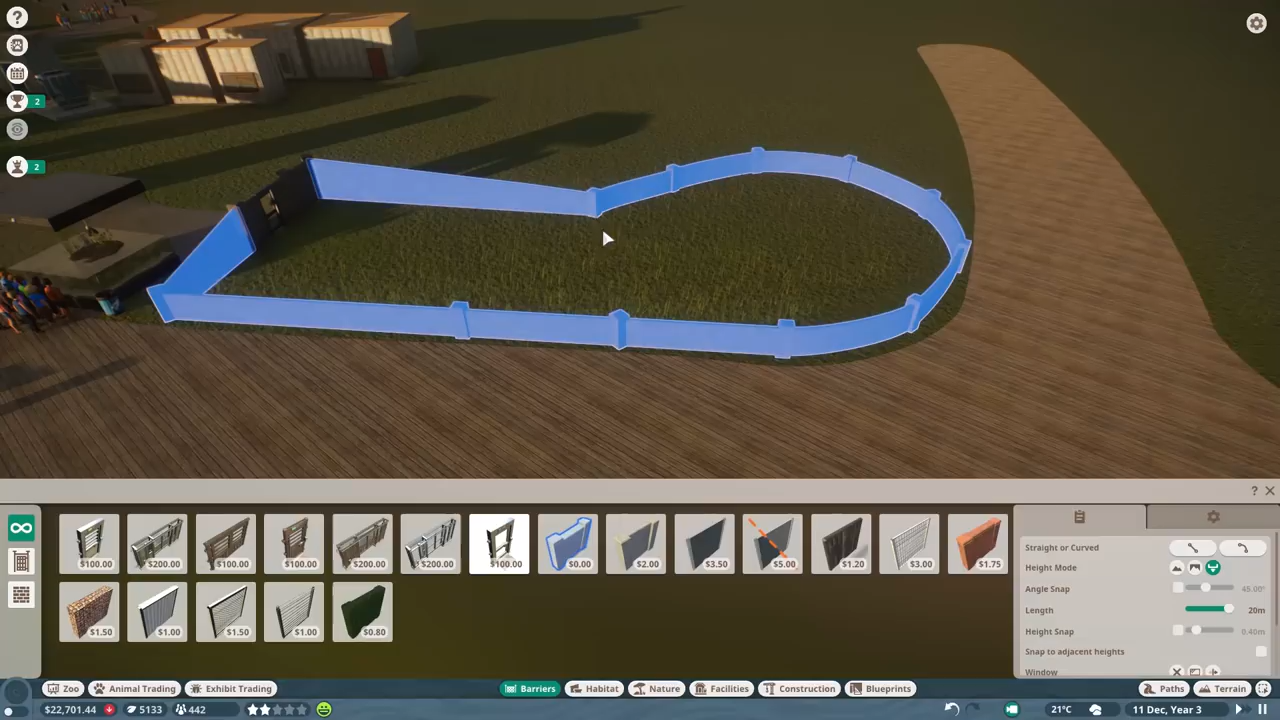 ?
2
2
? ✕
$100.00 $200.00 $100.00 $100.00 $200.00 $200.00 $100.00 $0.00 $2.00 $3.50 $5.00 $1.20 $3.00 $1.75
$1.50 $1.00 $1.50 $1.00 $0.80
Straight or Curved
Height Mode
Angle Snap 45.00°
Length 20m
Height Snap 0.40m
Snap to adjacent heights
Window
Zoo Animal Trading Exhibit Trading Barriers Habitat Nature Facilities Construction Blueprints Paths Terrain
$22,701.44 5133 442 21°C 11 Dec, Year 3